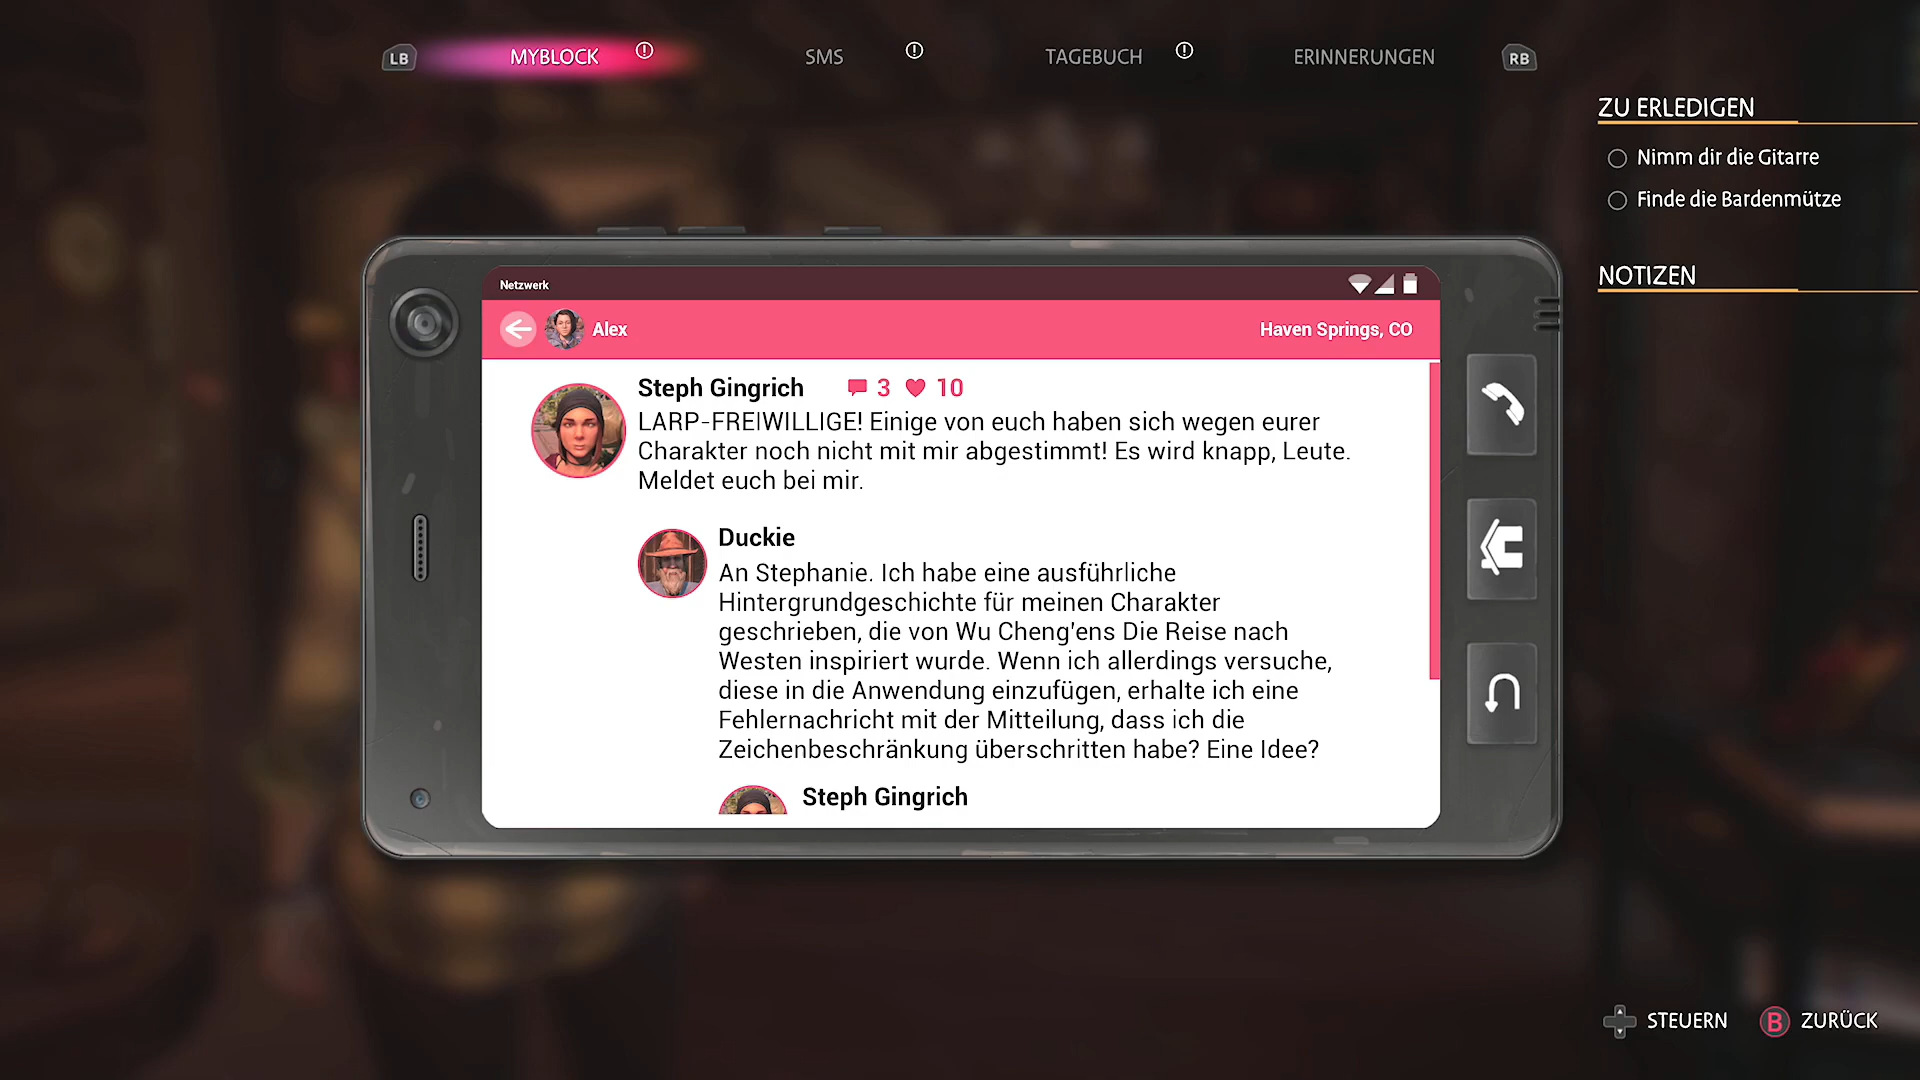 LB
MYBLOCK
SMS
TAGEBUCH
ERINNERUNGEN
RB
ZU ERLEDIGEN
Nimm dir die Gitarre
Finde die Bardenmütze
NOTIZEN
Netzwerk
Alex
Haven Springs, CO
Steph Gingrich 3 10
LARP-FREIWILLIGE! Einige von euch haben sich wegen eurer
Charakter noch nicht mit mir abgestimmt! Es wird knapp, Leute.
Meldet euch bei mir.
Duckie
An Stephanie. Ich habe eine ausführliche
Hintergrundgeschichte für meinen Charakter
geschrieben, die von Wu Cheng'ens Die Reise nach
Westen inspiriert wurde. Wenn ich allerdings versuche,
diese in die Anwendung einzufügen, erhalte ich eine
Fehlernachricht mit der Mitteilung, dass ich die
Zeichenbeschränkung überschritten habe? Eine Idee?
Steph Gingrich
STEUERN
B ZURÜCK